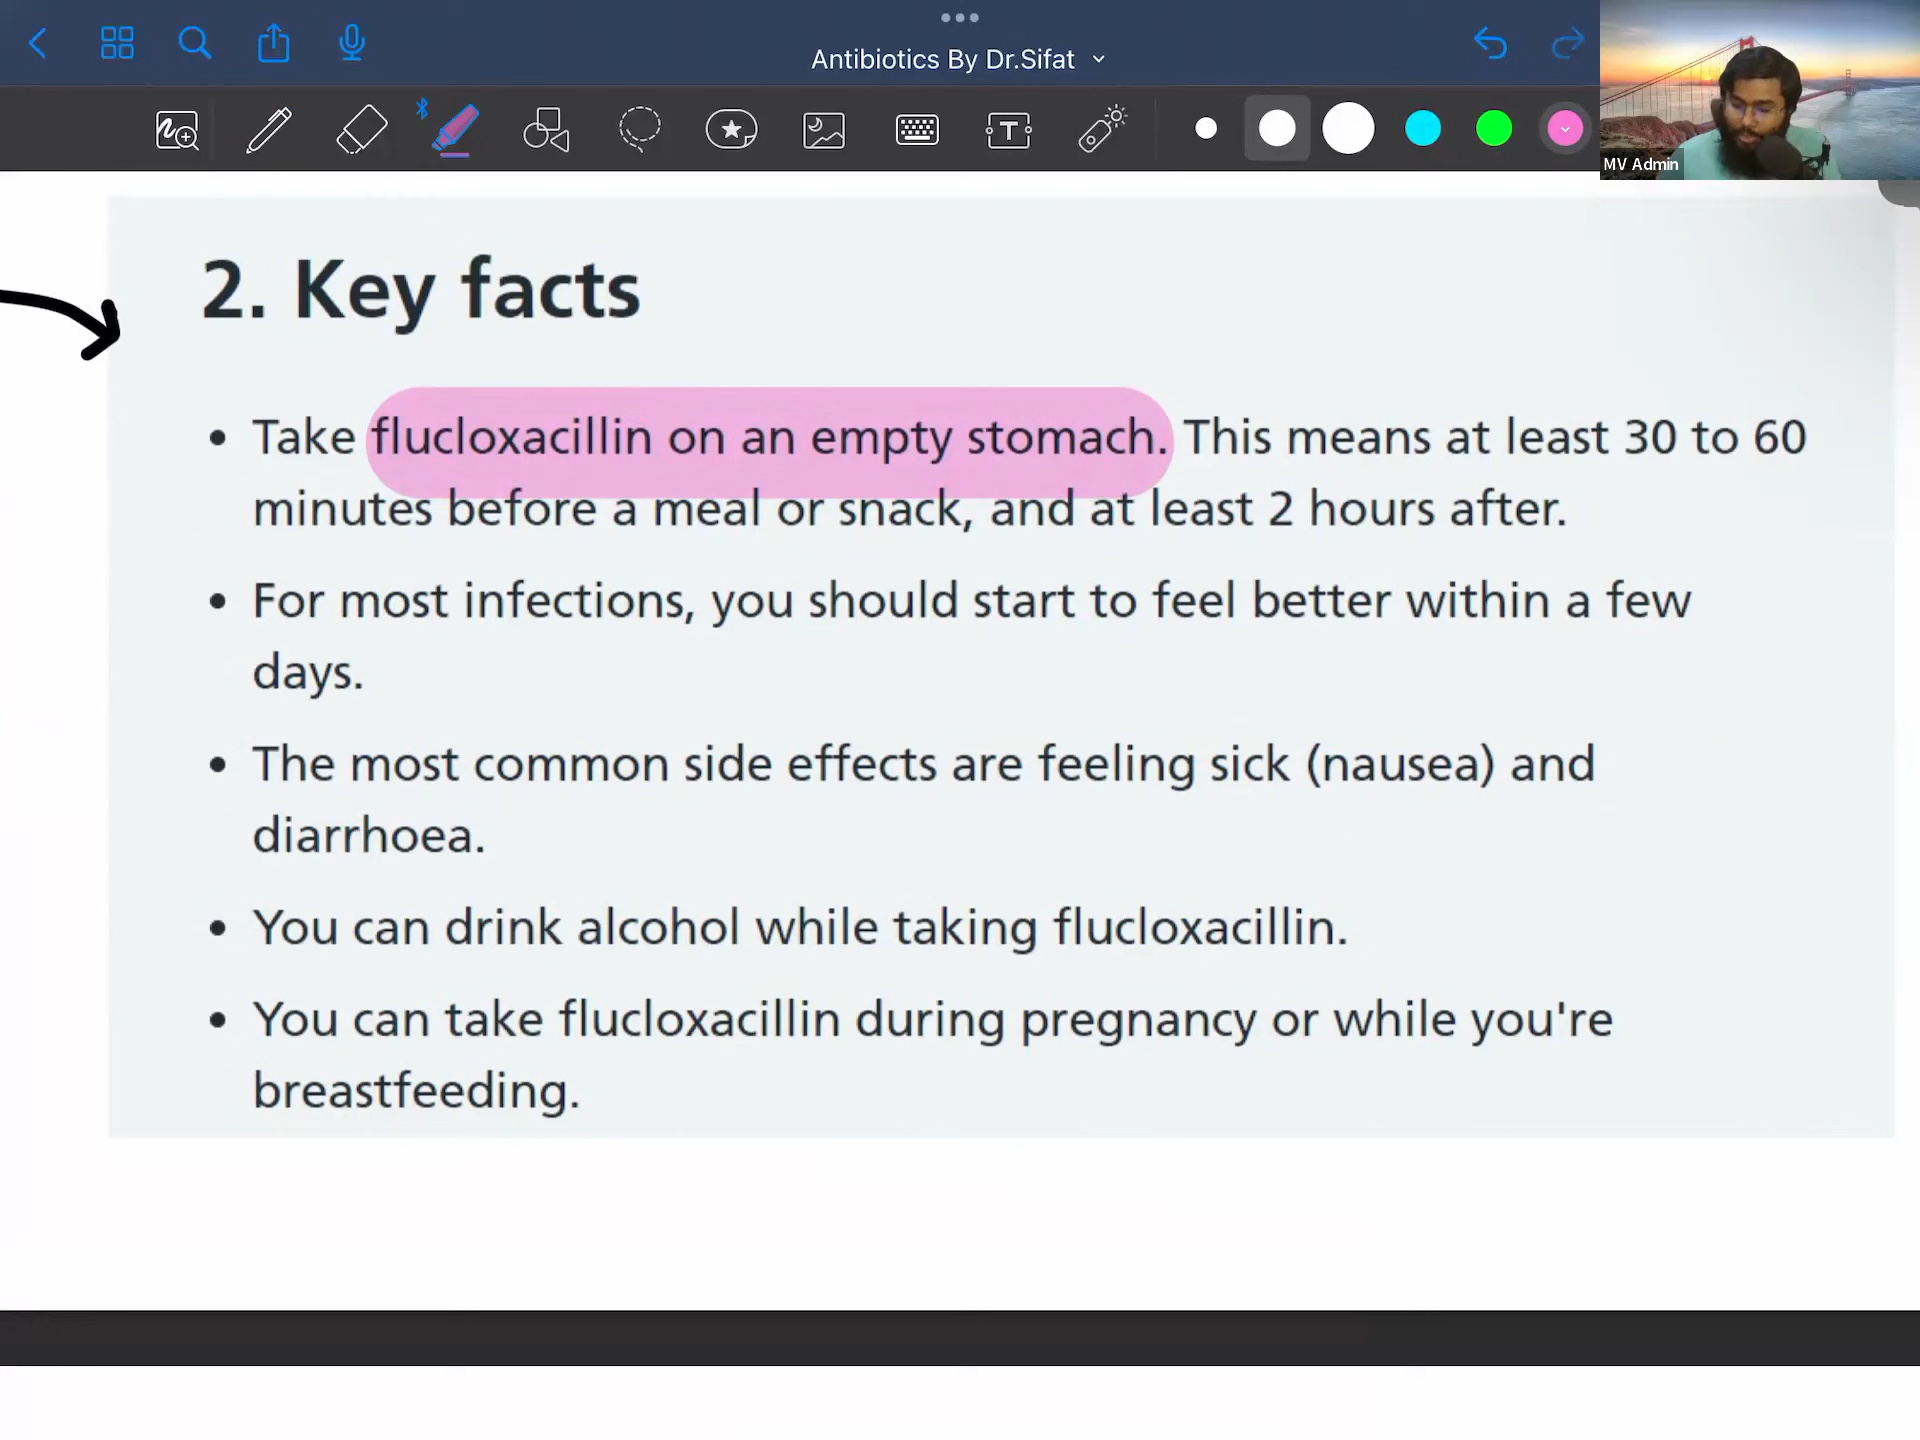 Antibiotics By Dr.Sifat
MV Admin
2. Key facts
• Take flucloxacillin on an empty stomach. This means at least 30 to 60
minutes before a meal or snack, and at least 2 hours after.
• For most infections, you should start to feel better within a few
days.
• The most common side effects are feeling sick (nausea) and
diarrhoea.
• You can drink alcohol while taking flucloxacillin.
• You can take flucloxacillin during pregnancy or while you're
breastfeeding.